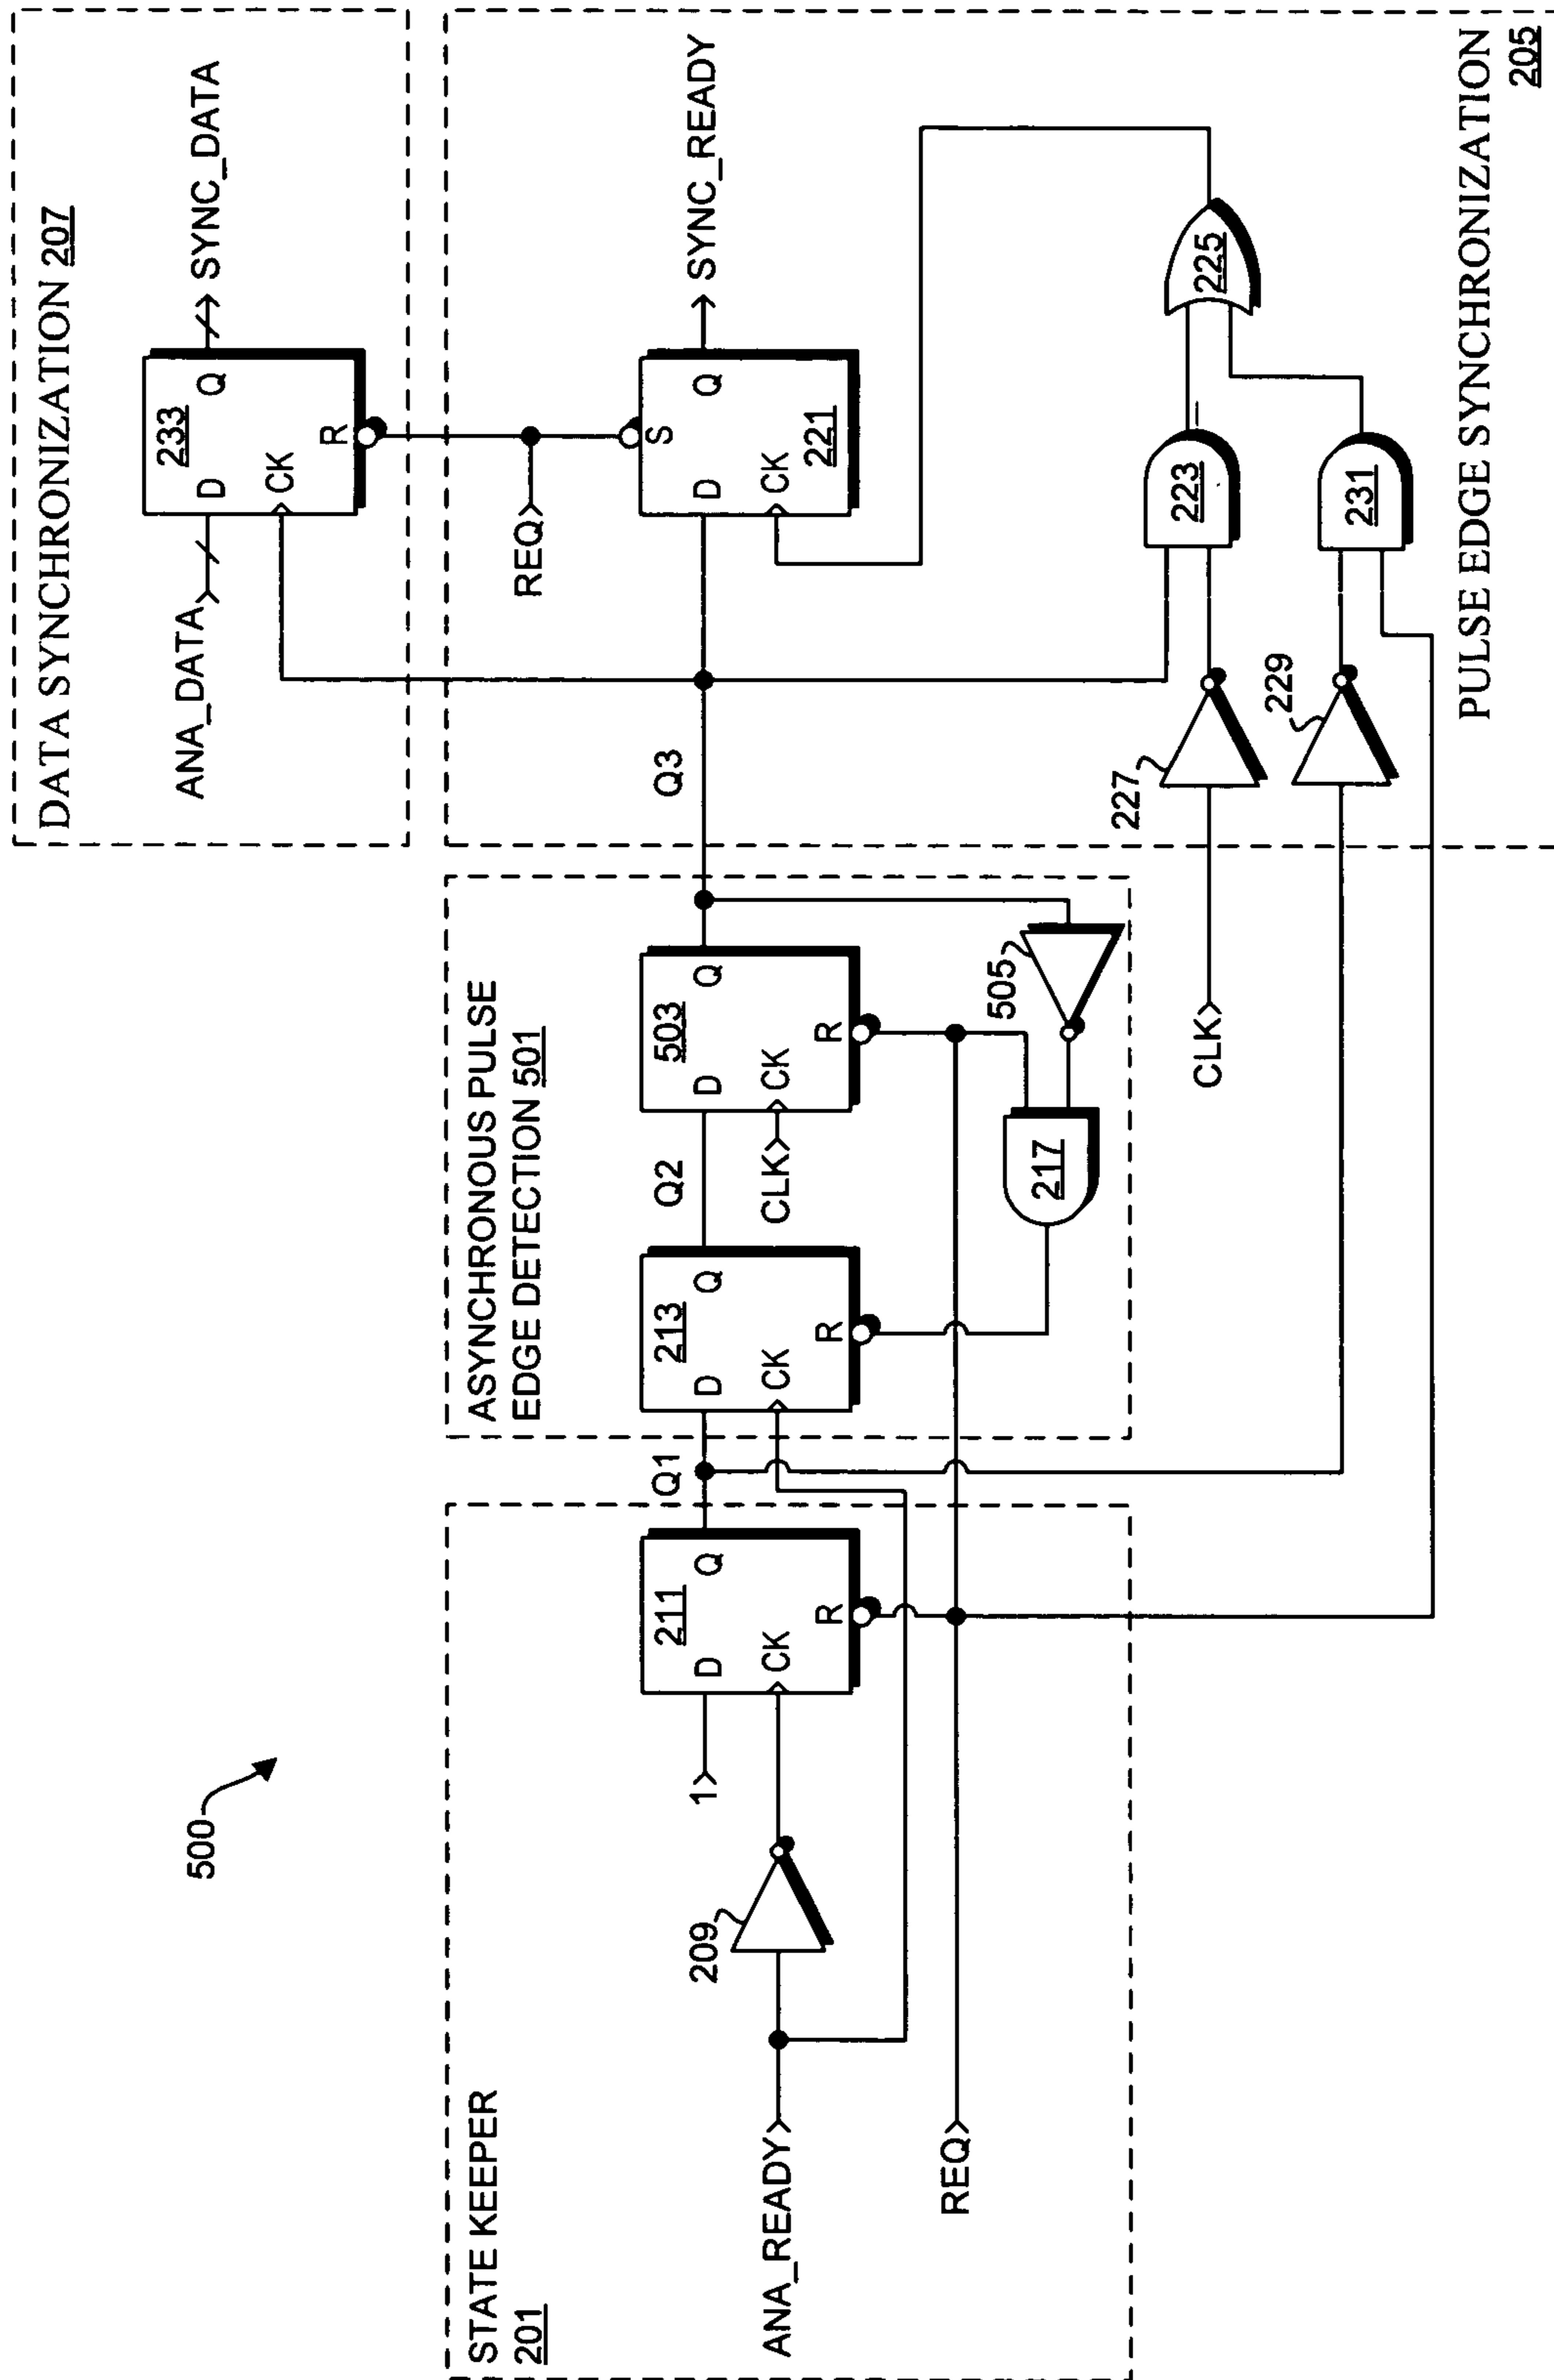 500
STATE KEEPER
201
ANA_READY
REQ
209
1
211
D
Q
CK
R
Q1
ASYNCHRONOUS PULSE
EDGE DETECTION 501
213
D
Q
CK
R
Q2
CLK
503
D
Q
CK
R
217
505
Q3
DATA SYNCHRONIZATION 207
ANA_DATA
233
D
Q
CK
R
SYNC_DATA
REQ
S
D
Q
CK
221
SYNC_READY
CLK
227
229
223
231
225
PULSE EDGE SYNCHRONIZATION
205